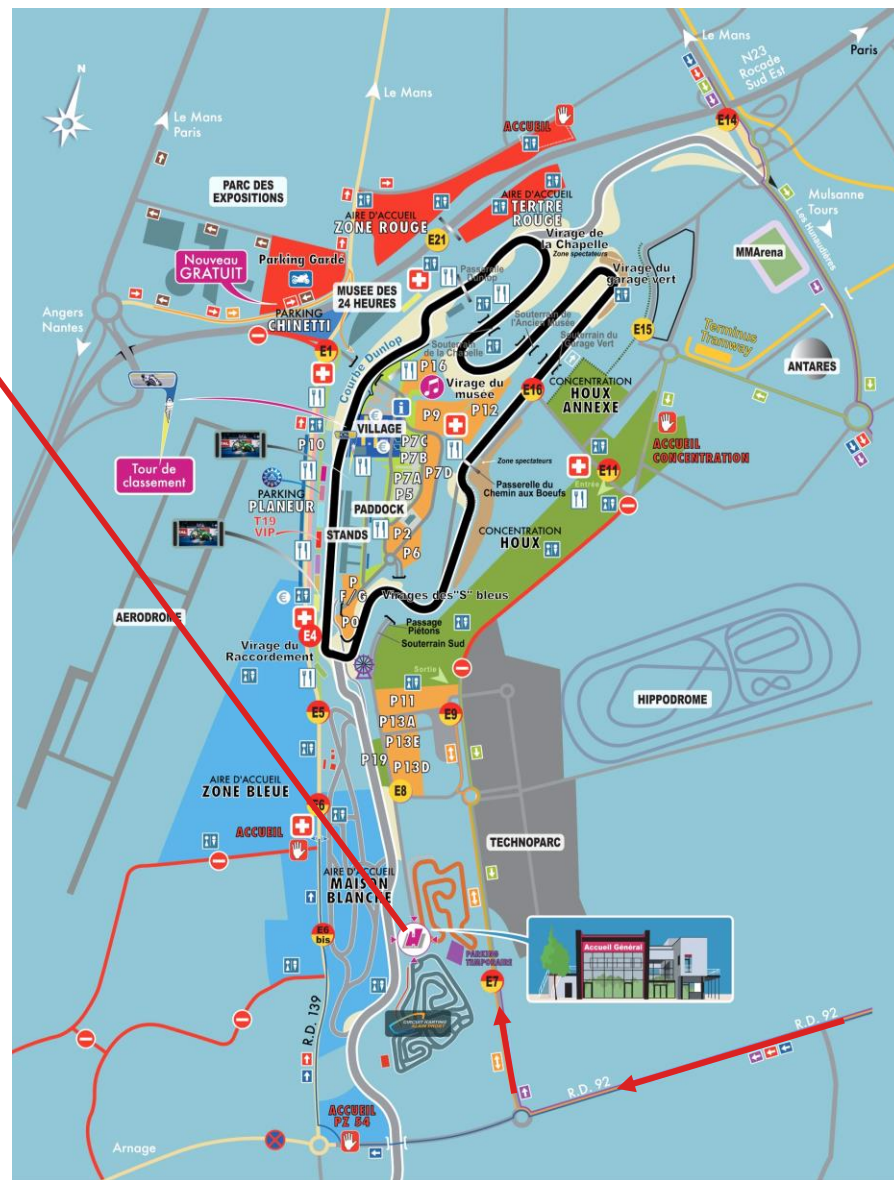 N
Le Mans
Paris
Le Mans
Le Mans
Paris
N23
Rocade
Sud Est
E14
ACCUEIL
PARC DES
EXPOSITIONS
AIRE D'ACCUEIL
ZONE ROUGE
AIRE D'ACCUEIL
TERTRE
ROUGE
E21
Mulsanne
Tours
Les Hunaudières
MMArena
Virage de
la Chapelle
Zone spectateurs
Virage du
garage vert
Passerelle
Dunlop
Nouveau
GRATUIT
Parking Gardé
MUSEE DES
24 HEURES
PARKING
CHINETTI
Angers
Nantes
E1
Courbe Dunlop
Souterrain
de la Chapelle
Souterrain de
l'Ancien Musée
Souterrain du
Garage Vert
E15
Terminus
Tramway
ANTARES
P16
Virage du
musée
P9
P12
E16
CONCENTRATION
HOUX
ANNEXE
ACCUEIL
CONCENTRATION
i
VILLAGE
P10
P7C
P7B
P7A
P7D
P5
Tour de
classement
Zone spectateurs
Passerelle du
Chemin aux Boeufs
E11
Entrée
PARKING
PLANEUR
T19
VIP
PADDOCK
STANDS
P2
P6
CONCENTRATION
HOUX
P
F
G
P0
Virages des"S" bleus
AERODROME
€
E4
Virage du
Raccordement
Passage
Piétons
Souterrain Sud
Sortie
HIPPODROME
P11
E5
P13A
E9
P13E
P19
P13D
E8
AIRE D'ACCUEIL
ZONE BLEUE
E6
ACCUEIL
TECHNOPARC
AIRE D'ACCUEIL
MAISON
BLANCHE
E6
bis
PARKING
TEMPORAIRE
Accueil Général
E7
CIRCUIT KARTING
ALAIN PROST
R.D. 139
R.D. 92
R.D. 92
ACCUEIL
PZ 54
Arnage